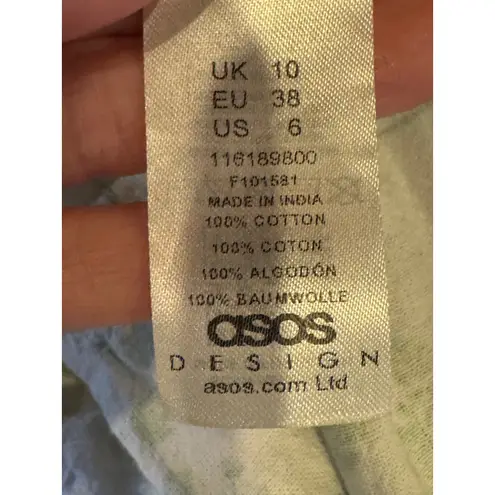 UK 10
EU 38
US 6
116189800
F101581
MADE IN INDIA
100% COTTON
100% COTON
100% ALGODÓN
100% BAUMWOLLE
asos
DESIGN
asos.com Ltd